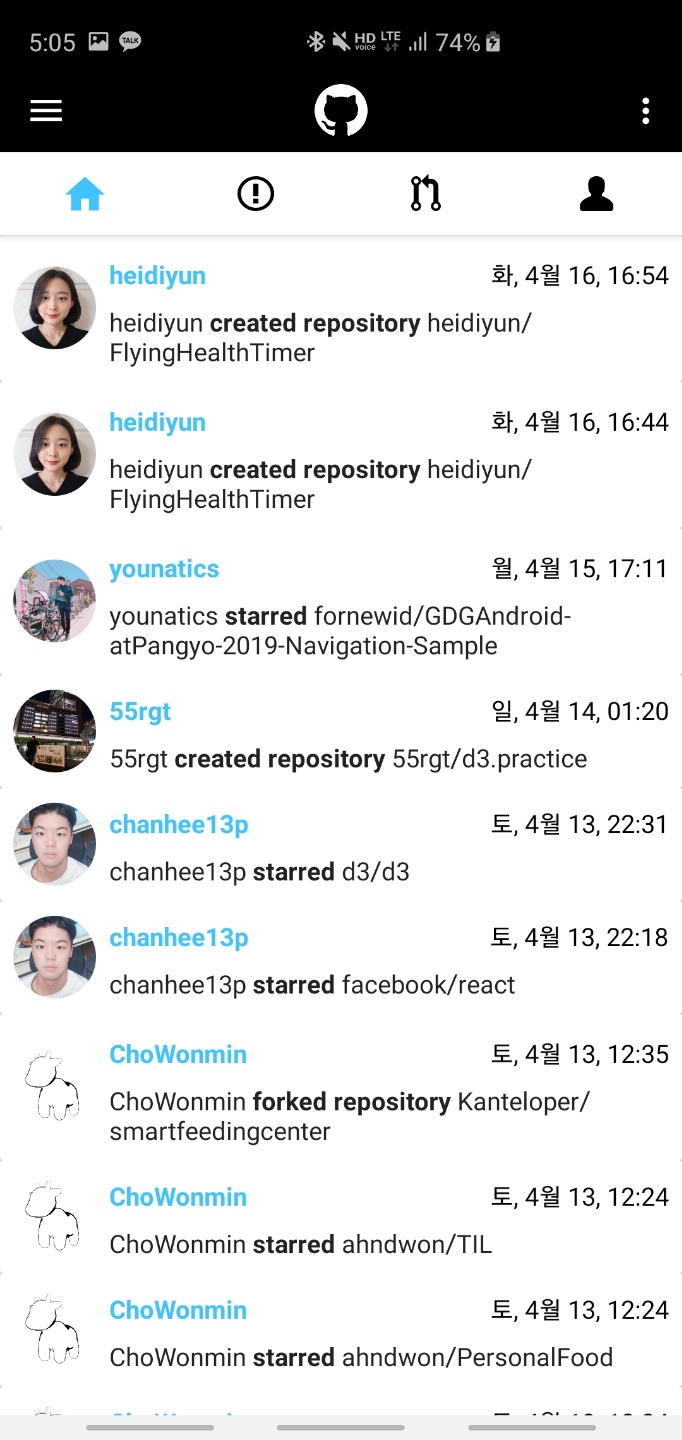 5:05 TALK HD voice LTE 74%
heidiyun 화, 4월 16, 16:54
heidiyun created repository heidiyun/
FlyingHealthTimer
heidiyun 화, 4월 16, 16:44
heidiyun created repository heidiyun/
FlyingHealthTimer
younatics 월, 4월 15, 17:11
younatics starred fornewid/GDGAndroid-
atPangyo-2019-Navigation-Sample
55rgt 일, 4월 14, 01:20
55rgt created repository 55rgt/d3.practice
chanhee13p 토, 4월 13, 22:31
chanhee13p starred d3/d3
chanhee13p 토, 4월 13, 22:18
chanhee13p starred facebook/react
ChoWonmin 토, 4월 13, 12:35
ChoWonmin forked repository Kanteloper/
smartfeedingcenter
ChoWonmin 토, 4월 13, 12:24
ChoWonmin starred ahndwon/TIL
ChoWonmin 토, 4월 13, 12:24
ChoWonmin starred ahndwon/PersonalFood